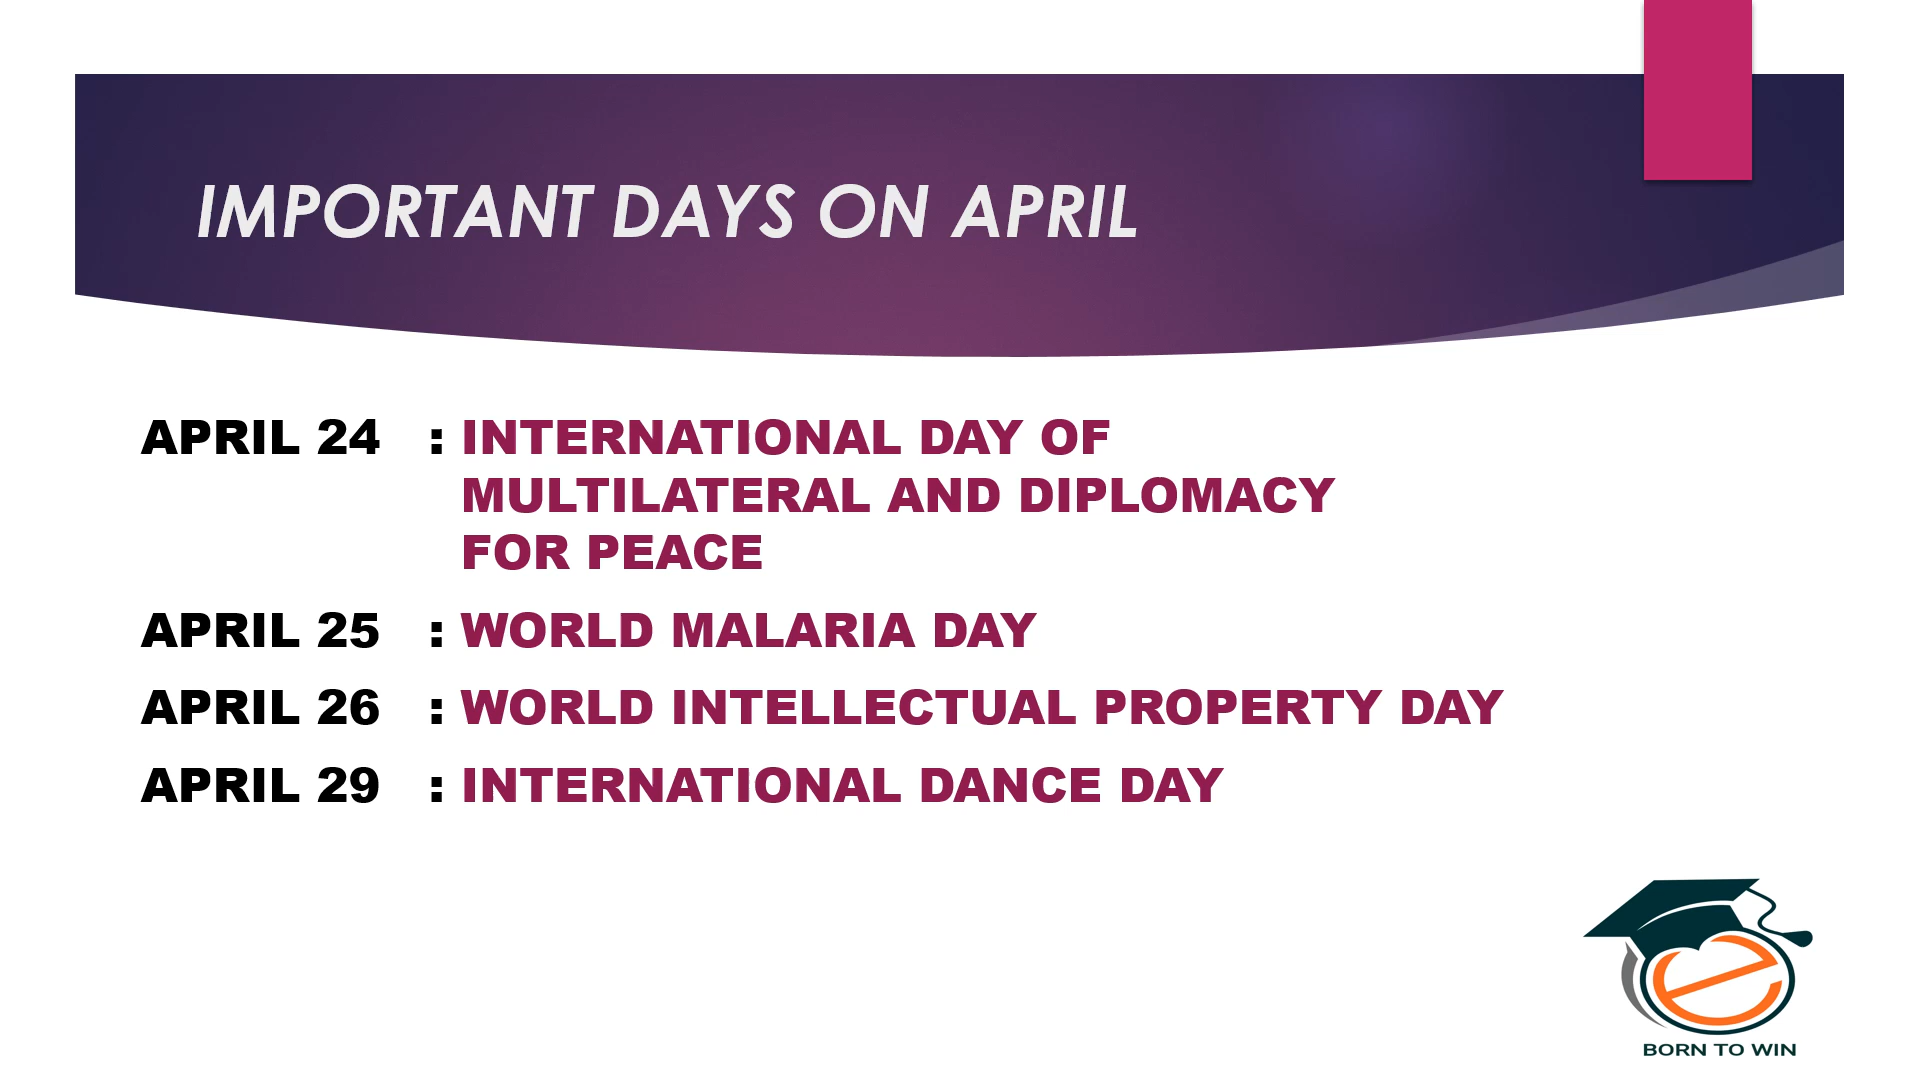 IMPORTANT DAYS ON APRIL
APRIL 24 : INTERNATIONAL DAY OF
MULTILATERAL AND DIPLOMACY
FOR PEACE
APRIL 25 : WORLD MALARIA DAY
APRIL 26 : WORLD INTELLECTUAL PROPERTY DAY
APRIL 29 : INTERNATIONAL DANCE DAY
e
BORN TO WIN